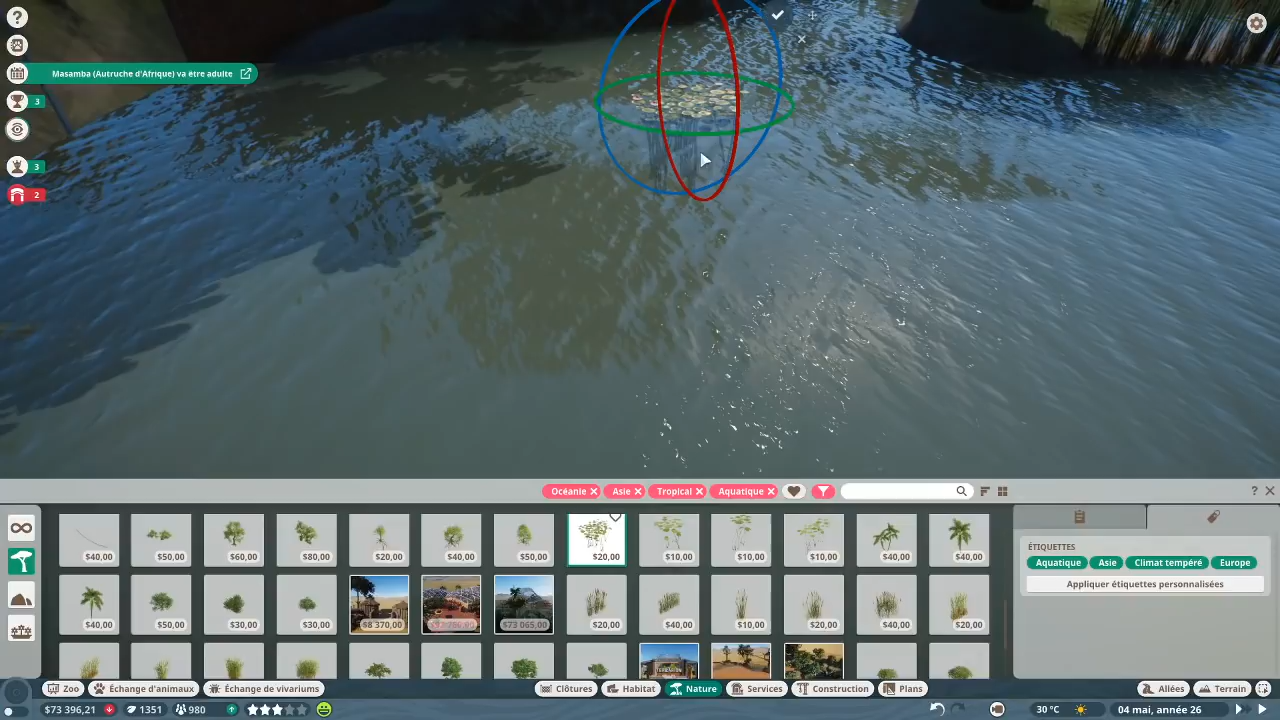 Masamba (Autruche d'Afrique) va être adulte
3
3
2
Océanie
Asie
Tropical
Aquatique
$40,00 $50,00 $60,00 $80,00 $20,00 $40,00 $50,00 $20,00 $10,00 $10,00 $10,00 $40,00 $40,00
ÉTIQUETTES
Aquatique Asie Climat tempéré Europe
Appliquer étiquettes personnalisées
$40,00 $50,00 $30,00 $30,00 $8 370,00 $73 065,00 $20,00 $40,00 $10,00 $20,00 $40,00 $20,00
Zoo Échange d'animaux Échange de vivariums Clôtures Habitat Nature Services Construction Plans Allées Terrain
$73 396,21 1351 980 30 °C 04 mai, année 26